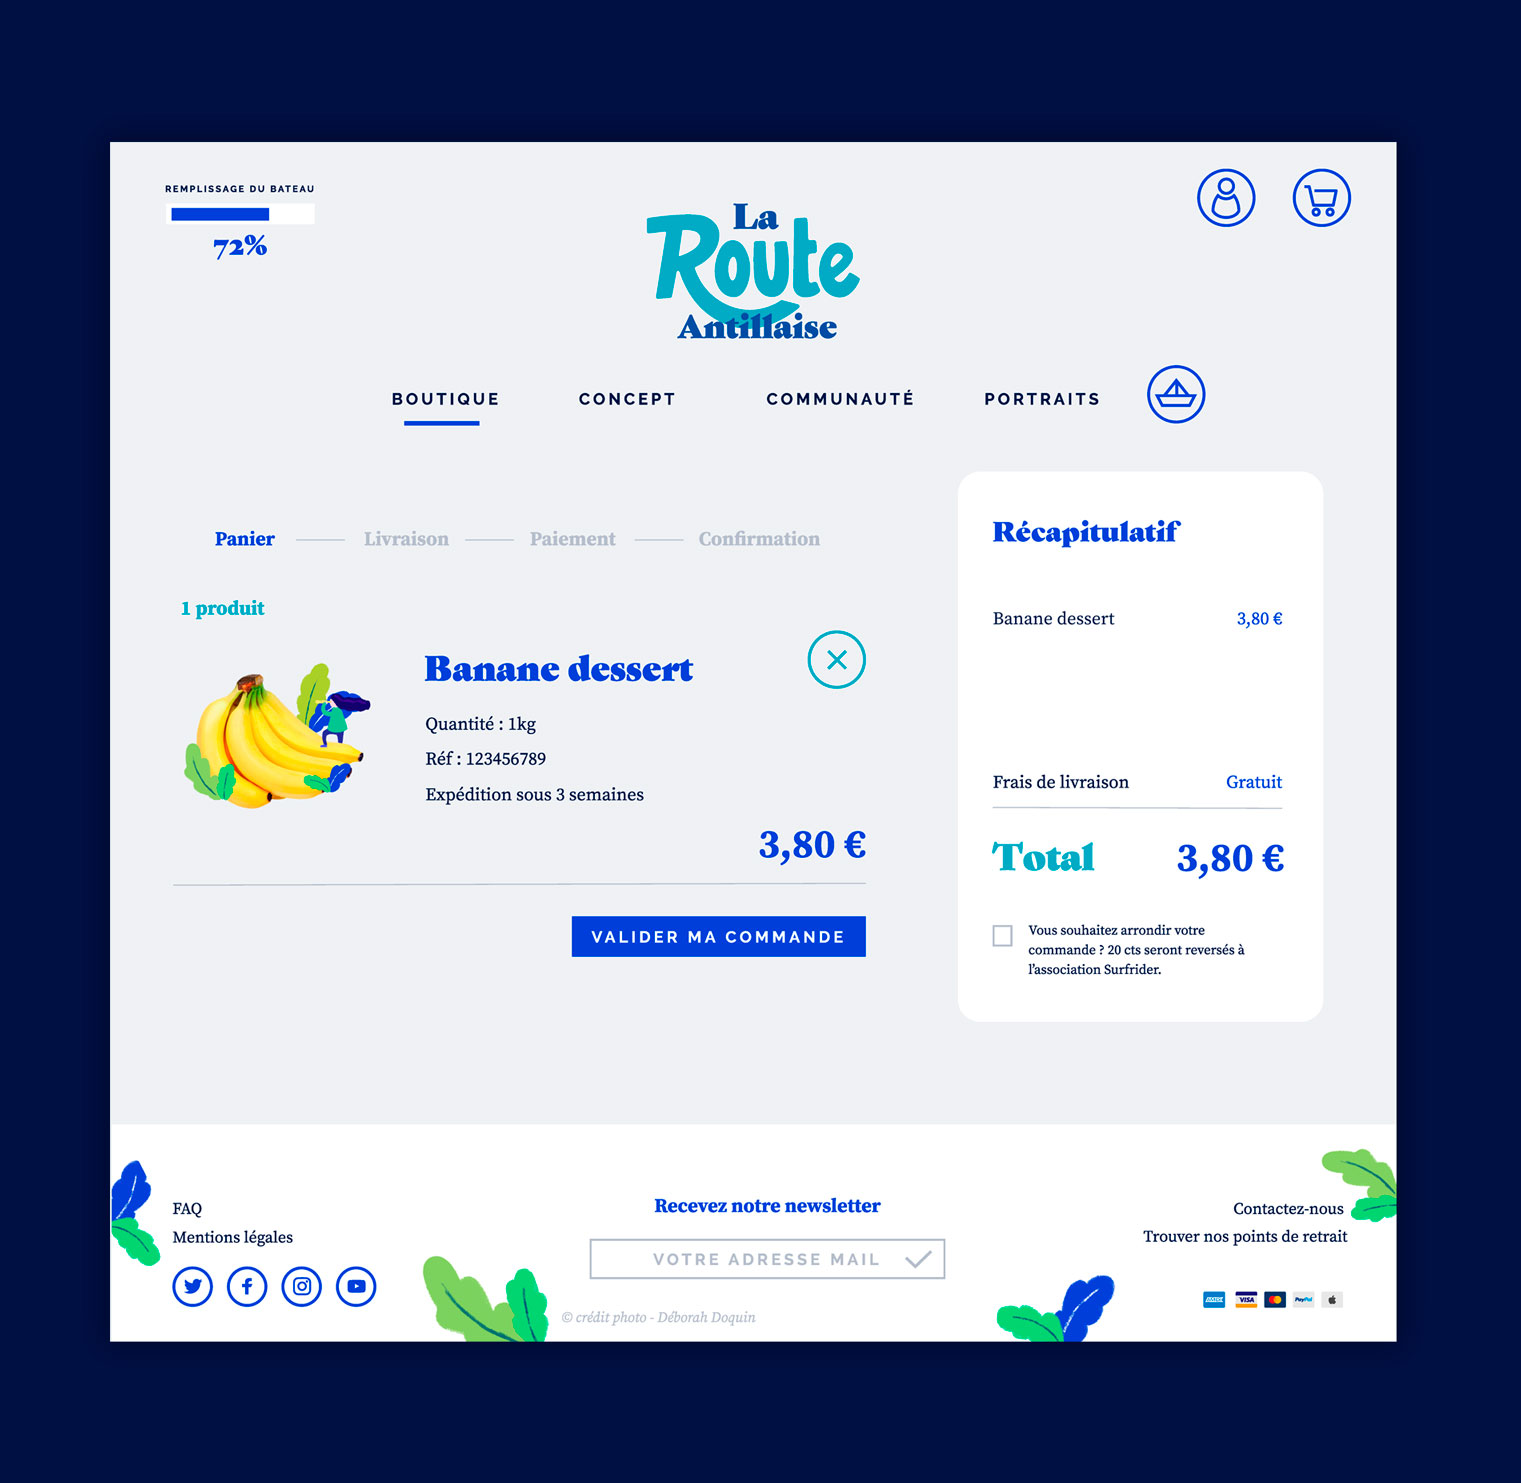 REMPLISSAGE DU BATEAU
72%
La
Route
Antillaise
BOUTIQUE
CONCEPT
COMMUNAUTÉ
PORTRAITS
Panier
Livraison
Paiement
Confirmation
1 produit
Banane dessert
Quantité : 1kg
Réf : 123456789
Expédition sous 3 semaines
3,80 €
VALIDER MA COMMANDE
Récapitulatif
Banane dessert 3,80 €
Frais de livraison Gratuit
Total 3,80 €
Vous souhaitez arrondir votre
commande ? 20 cts seront reversés à
l'association Surfrider.
FAQ
Mentions légales
Recevez notre newsletter
VOTRE ADRESSE MAIL
© crédit photo - Déborah Doquin
Contactez-nous
Trouver nos points de retrait
VISA
PayPal